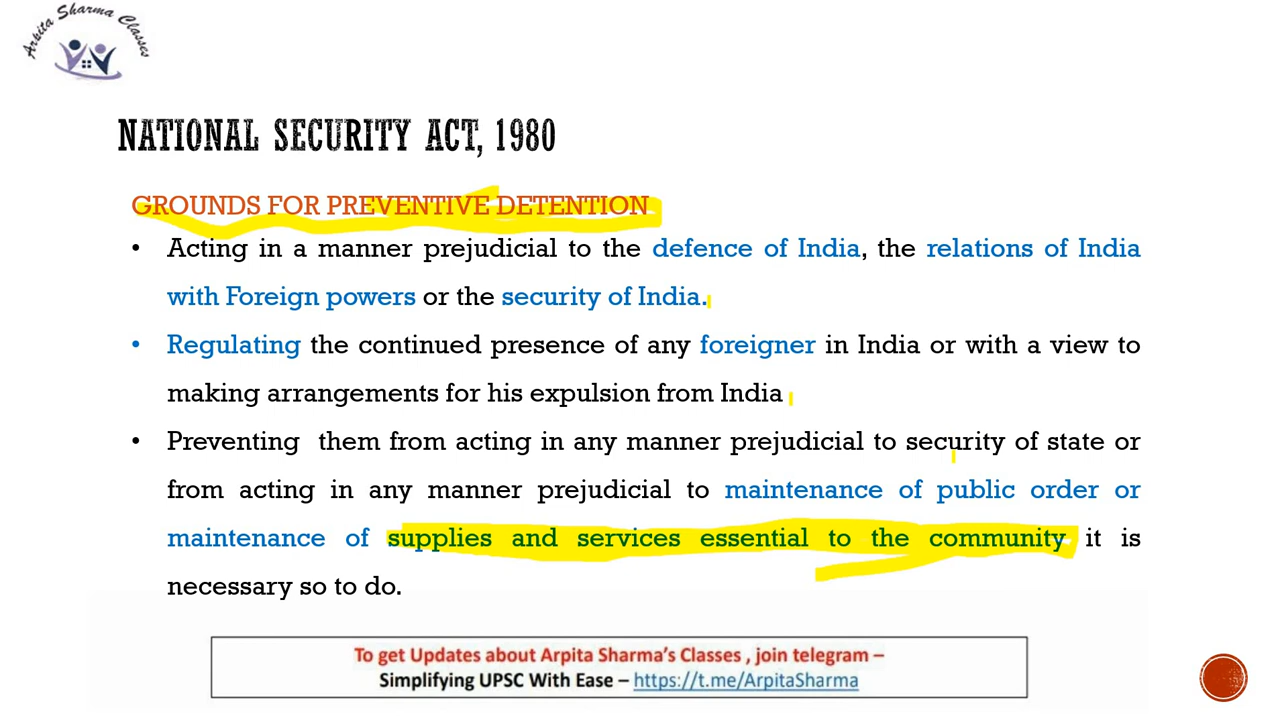 Arpita Sharma Classes
NATIONAL SECURITY ACT, 1980
GROUNDS FOR PREVENTIVE DETENTION
• Acting in a manner prejudicial to the defence of India, the relations of India
with Foreign powers or the security of India.
• Regulating the continued presence of any foreigner in India or with a view to
making arrangements for his expulsion from India
• Preventing them from acting in any manner prejudicial to security of state or
from acting in any manner prejudicial to maintenance of public order or
maintenance of supplies and services essential to the community it is
necessary so to do.
To get Updates about Arpita Sharma's Classes , join telegram –
Simplifying UPSC With Ease – https://t.me/ArpitaSharma